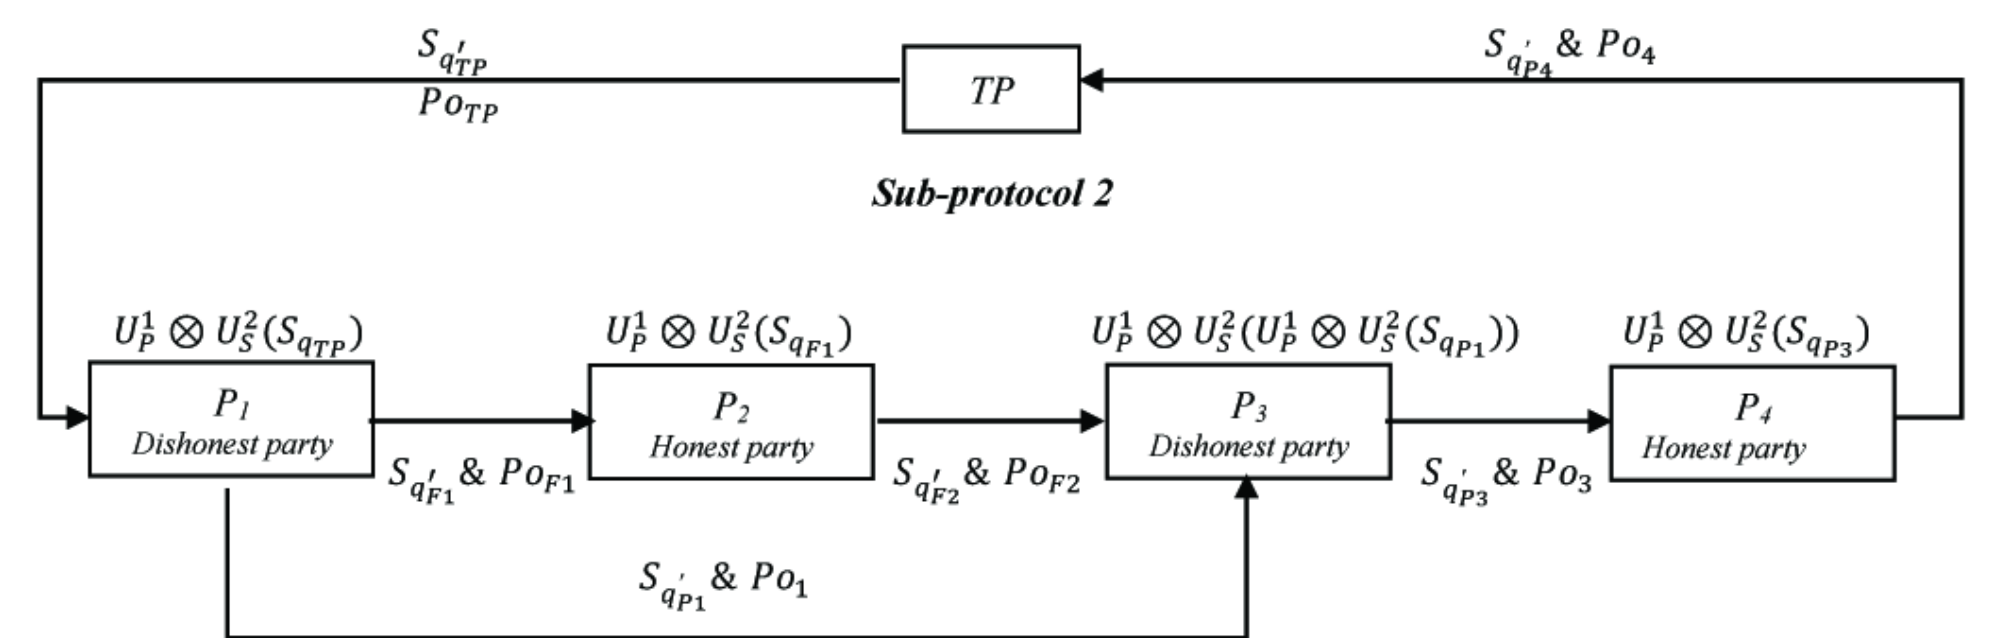 S_{q'_{TP}}
Po_{TP}
TP
S_{q'_{P4}} & Po_4
Sub-protocol 2
U_P^1 ⊗ U_S^2(S_{q_{TP}})
U_P^1 ⊗ U_S^2(S_{q_{F1}})
U_P^1 ⊗ U_S^2(U_P^1 ⊗ U_S^2(S_{q_{P1}}))
U_P^1 ⊗ U_S^2(S_{q_{P3}})
P_1
Dishonest party
P_2
Honest party
P_3
Dishonest party
P_4
Honest party
S_{q'_{F1}} & Po_{F1}
S_{q'_{F2}} & Po_{F2}
S_{q'_{P3}} & Po_3
S_{q'_{P1}} & Po_1